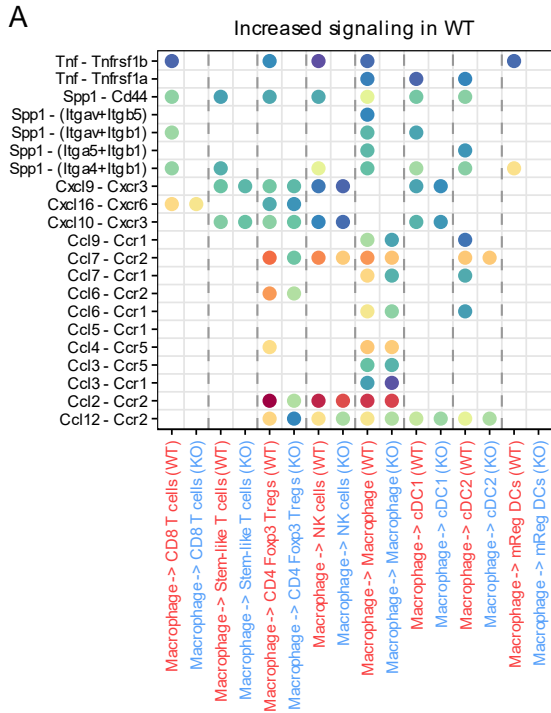 A
Increased signaling in WT
Tnf - Tnfrsf1b
Tnf - Tnfrsf1a
Spp1 - Cd44
Spp1 - (Itgav+Itgb5)
Spp1 - (Itgav+Itgb1)
Spp1 - (Itga5+Itgb1)
Spp1 - (Itga4+Itgb1)
Cxcl9 - Cxcr3
Cxcl16 - Cxcr6
Cxcl10 - Cxcr3
Ccl9 - Ccr1
Ccl7 - Ccr2
Ccl7 - Ccr1
Ccl6 - Ccr2
Ccl6 - Ccr1
Ccl5 - Ccr1
Ccl4 - Ccr5
Ccl3 - Ccr5
Ccl3 - Ccr1
Ccl2 - Ccr2
Ccl12 - Ccr2
Macrophage -> CD8 T cells (WT)
Macrophage -> CD8 T cells (KO)
Macrophage -> Stem-like T cells (WT)
Macrophage -> Stem-like T cells (KO)
Macrophage -> CD4 Foxp3 Tregs (WT)
Macrophage -> CD4 Foxp3 Tregs (KO)
Macrophage -> NK cells (WT)
Macrophage -> NK cells (KO)
Macrophage -> Macrophage (WT)
Macrophage -> Macrophage (KO)
Macrophage -> cDC1 (WT)
Macrophage -> cDC1 (KO)
Macrophage -> cDC2 (WT)
Macrophage -> cDC2 (KO)
Macrophage -> mReg DCs (WT)
Macrophage -> mReg DCs (KO)